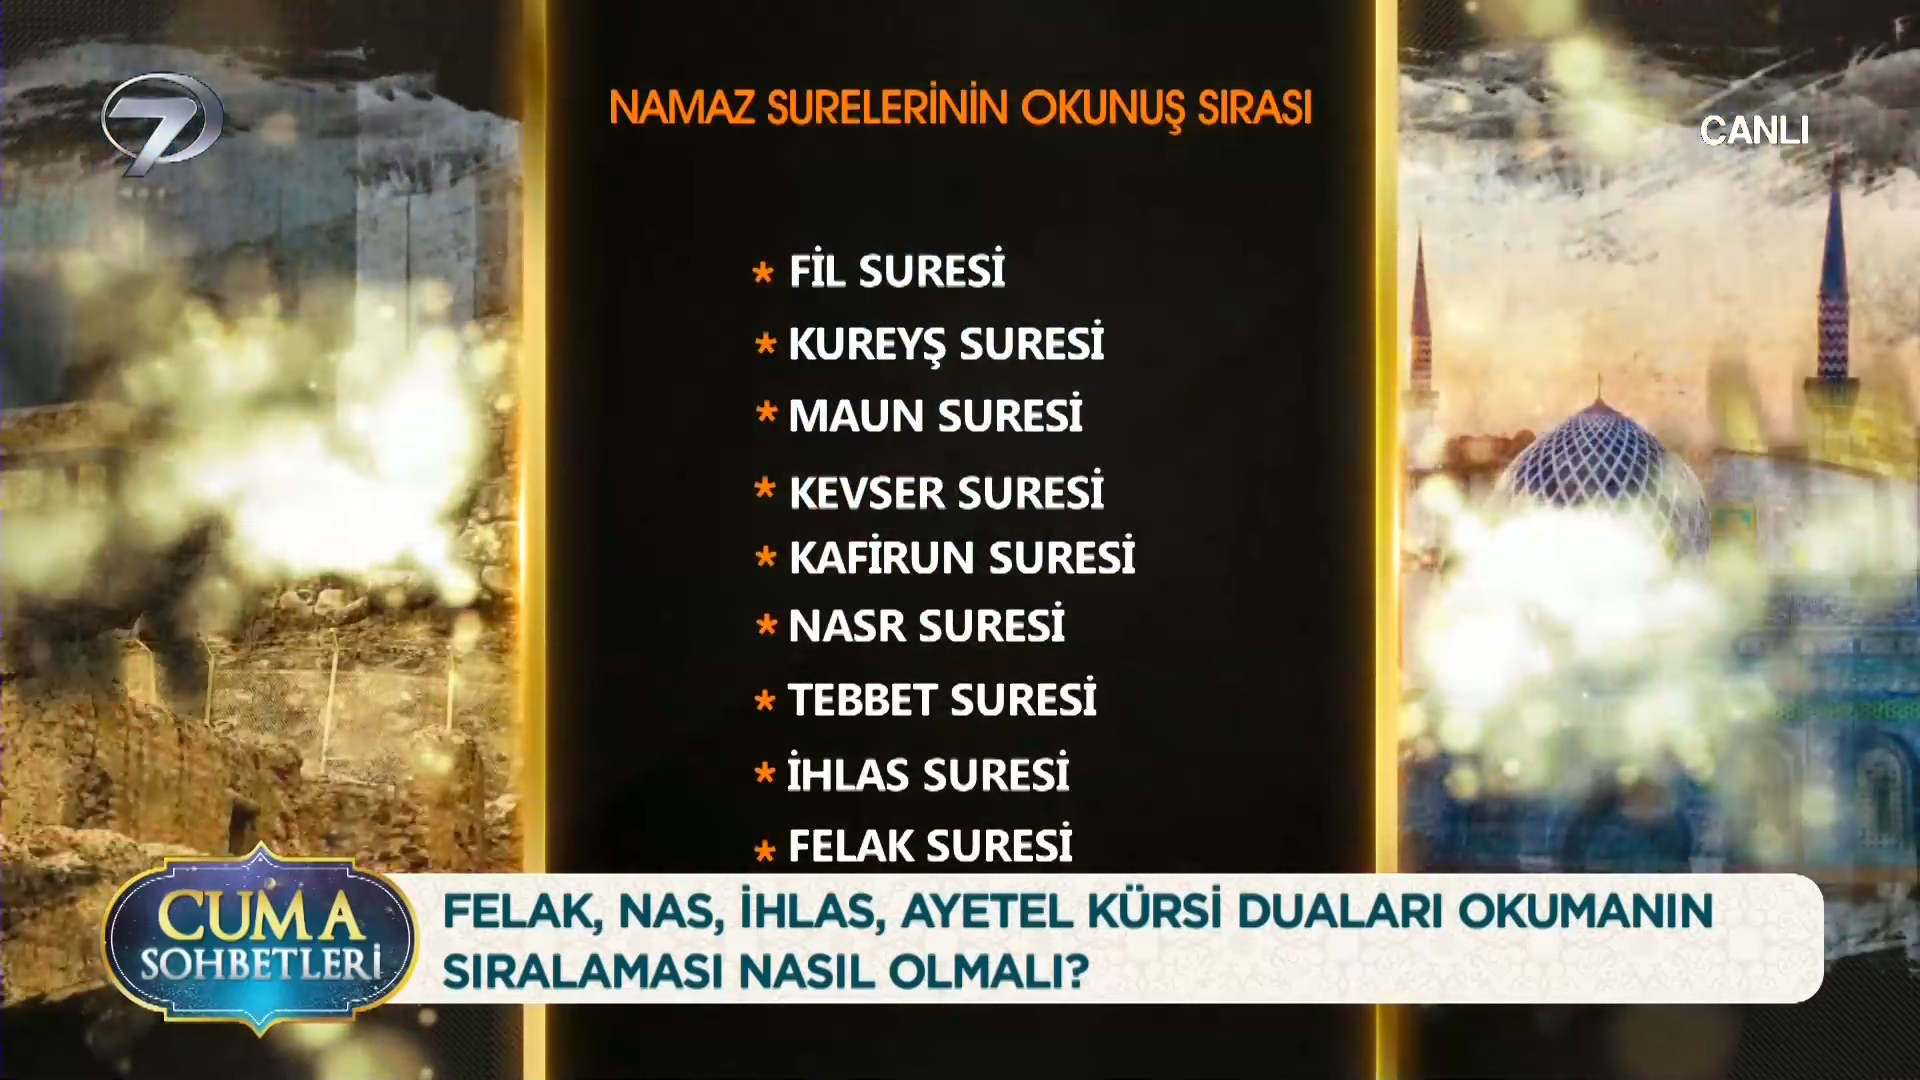 7
NAMAZ SURELERİNİN OKUNUŞ SIRASI
CANLI
* FİL SURESİ
* KUREYŞ SURESİ
* MAUN SURESİ
* KEVSER SURESİ
* KAFİRUN SURESİ
* NASR SURESİ
* TEBBET SURESİ
* İHLAS SURESİ
* FELAK SURESİ
CUMA
SOHBETLERİ
FELAK, NAS, İHLAS, AYETEL KÜRSİ DUALARI OKUMANIN
SIRALAMASI NASIL OLMALI?